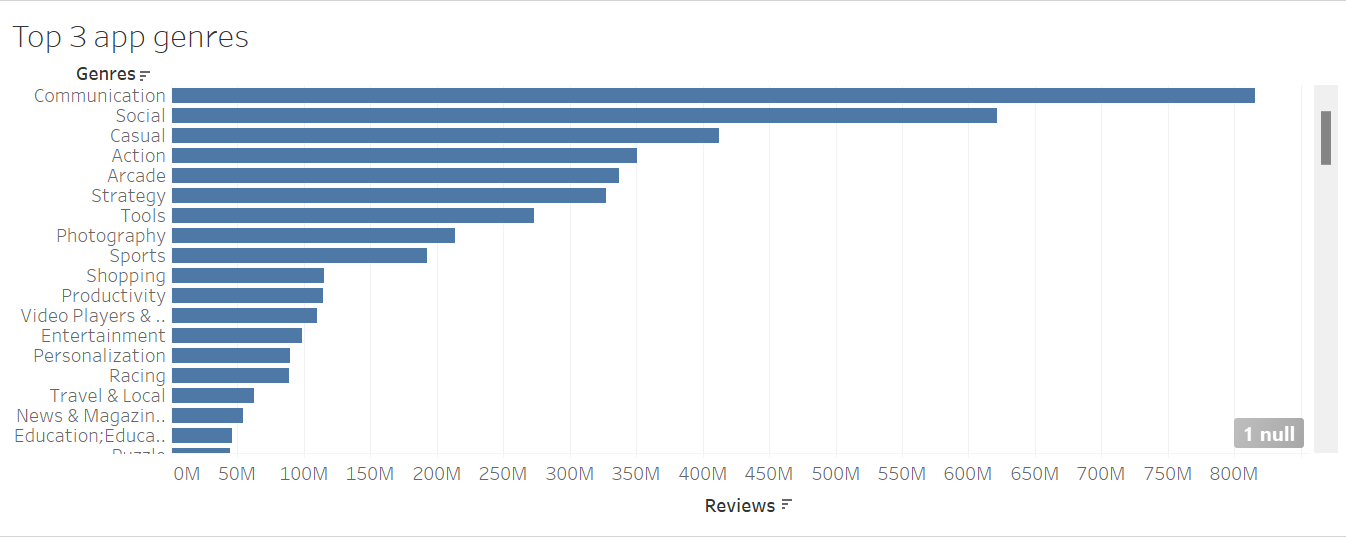 Top 3 app genres
Genres
Communication
Social
Casual
Action
Arcade
Strategy
Tools
Photography
Sports
Shopping
Productivity
Video Players & ..
Entertainment
Personalization
Racing
Travel & Local
News & Magazin..
Education;Educa..
Puzzle
1 null
0M 50M 100M 150M 200M 250M 300M 350M 400M 450M 500M 550M 600M 650M 700M 750M 800M
Reviews